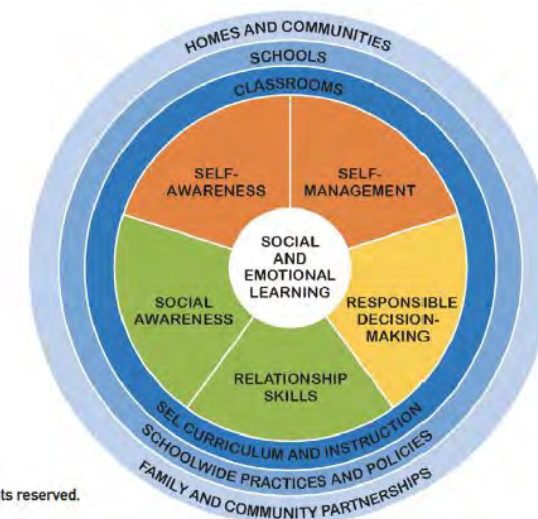 HOMES AND COMMUNITIES
SCHOOLS
CLASSROOMS
SELF-
AWARENESS
SELF-
MANAGEMENT
SOCIAL
AND
EMOTIONAL
LEARNING
SOCIAL
AWARENESS
RESPONSIBLE
DECISION-
MAKING
RELATIONSHIP
SKILLS
SEL CURRICULUM AND INSTRUCTION
SCHOOLWIDE PRACTICES AND POLICIES
FAMILY AND COMMUNITY PARTNERSHIPS
reserved.